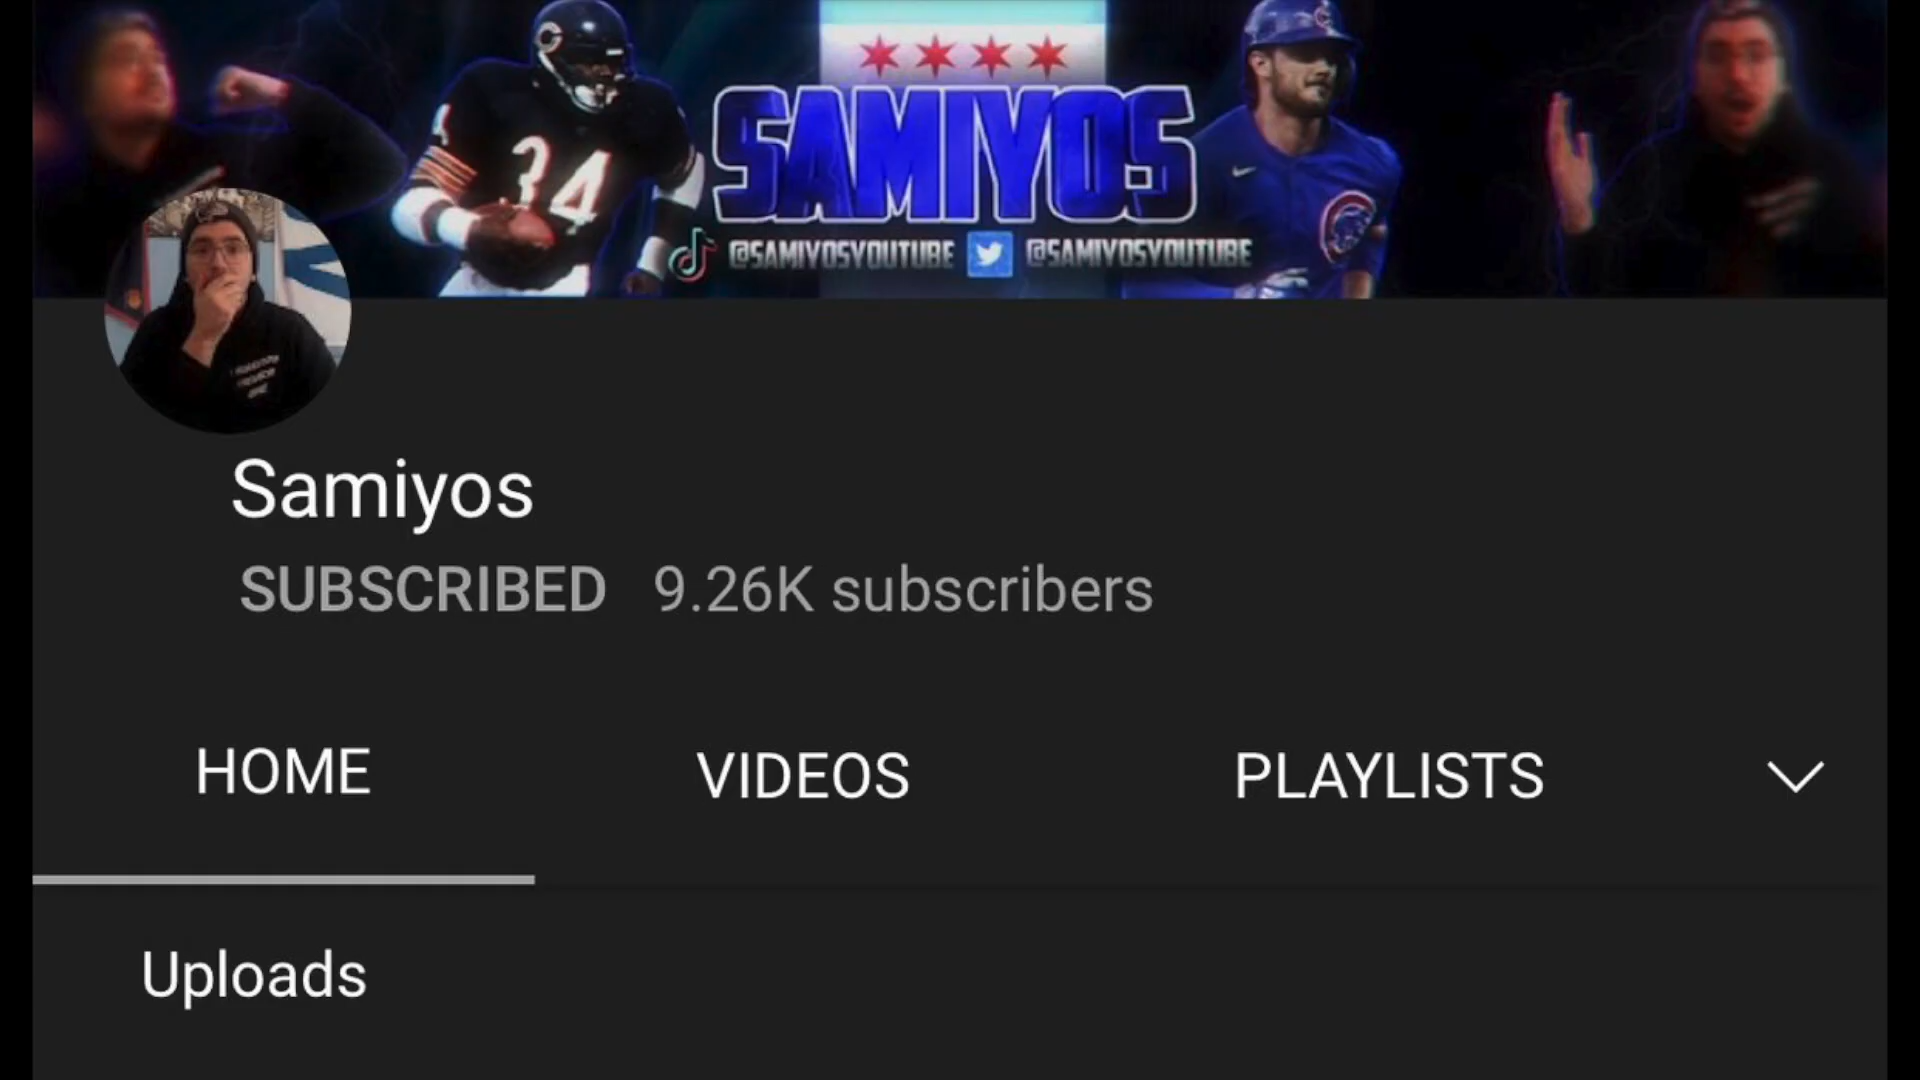 34
SAMIYOS
@SAMIYOSYOUTUBE @SAMIYOSYOUTUBE
Samiyos
SUBSCRIBED 9.26K subscribers
HOME VIDEOS PLAYLISTS
Uploads